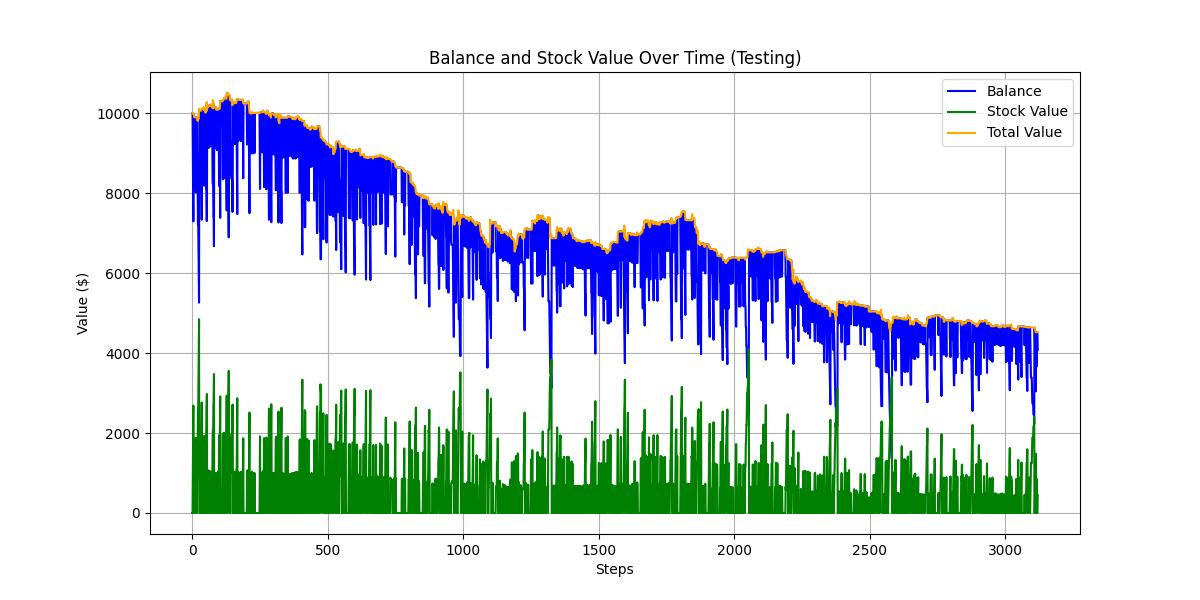 Balance and Stock Value Over Time (Testing)
Balance
Stock Value
Total Value
Value ($)
10000
8000
6000
4000
2000
0
0 500 1000 1500 2000 2500 3000
Steps